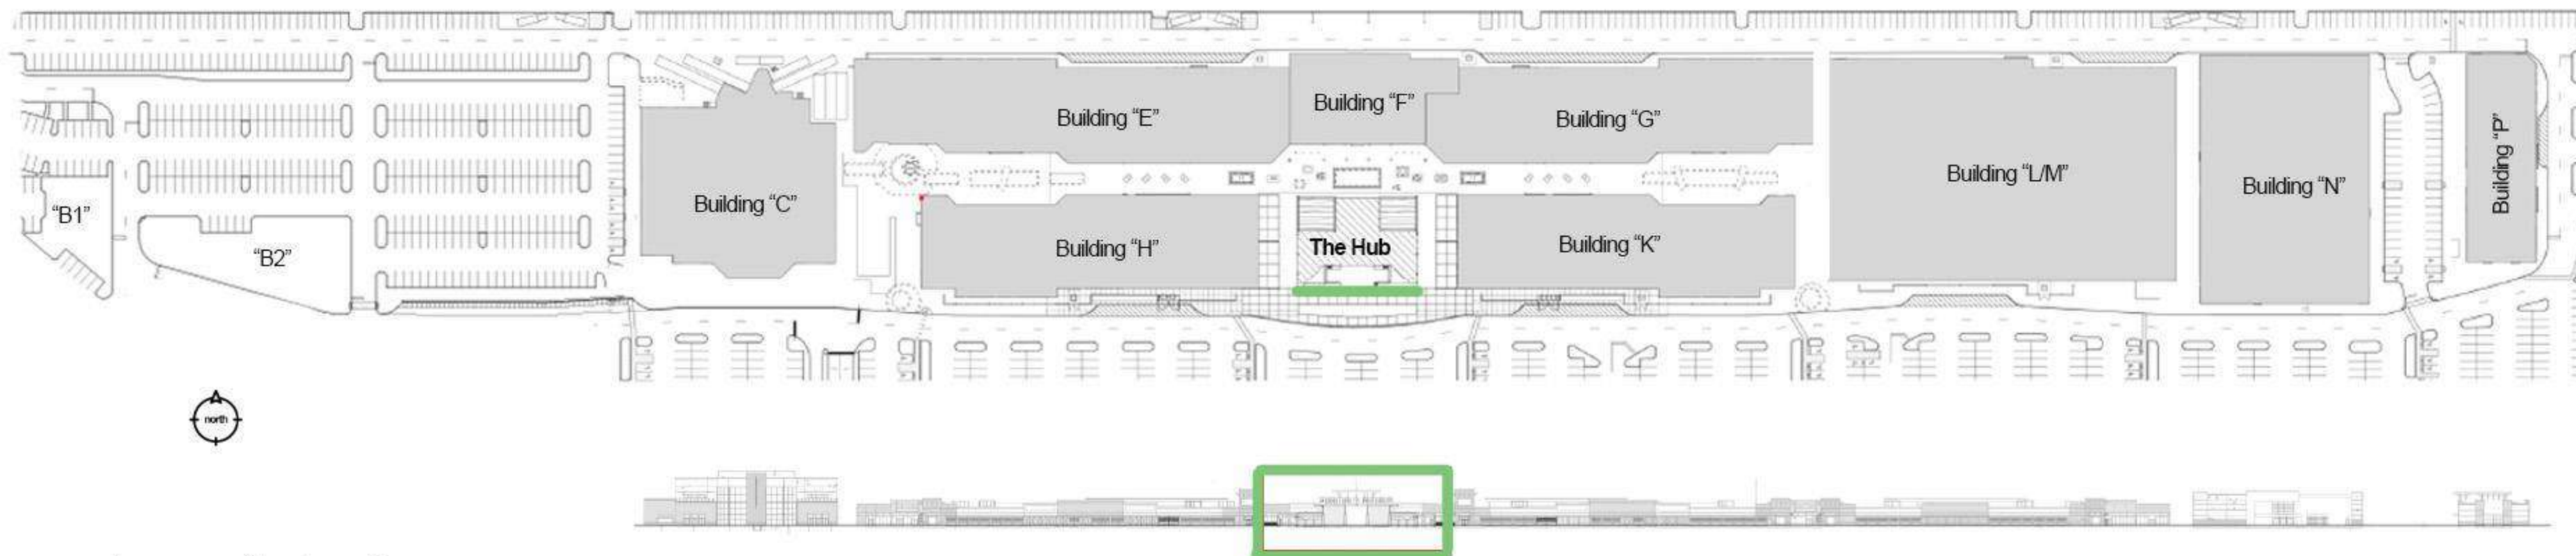 Building “E”
Building “F”
Building “G”
Building “C”
“B1”
“B2”
Building “H”
The Hub
Building “K”
Building “L/M”
Building “N”
Building “P”
north